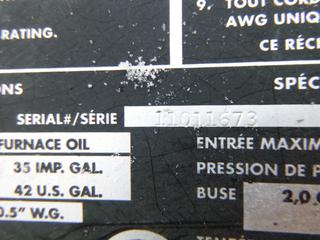 RATING.
9. TOUT CORD
AWG UNIQ
CE RÉC
ONS
SPÉC
SERIAL#/SÉRIE 11011673
FURNACE OIL
35 IMP. GAL.
42 U.S. GAL.
0.5" W.G.
ENTRÉE MAXIM
PRESSION DE P
BUSE 2,0 G